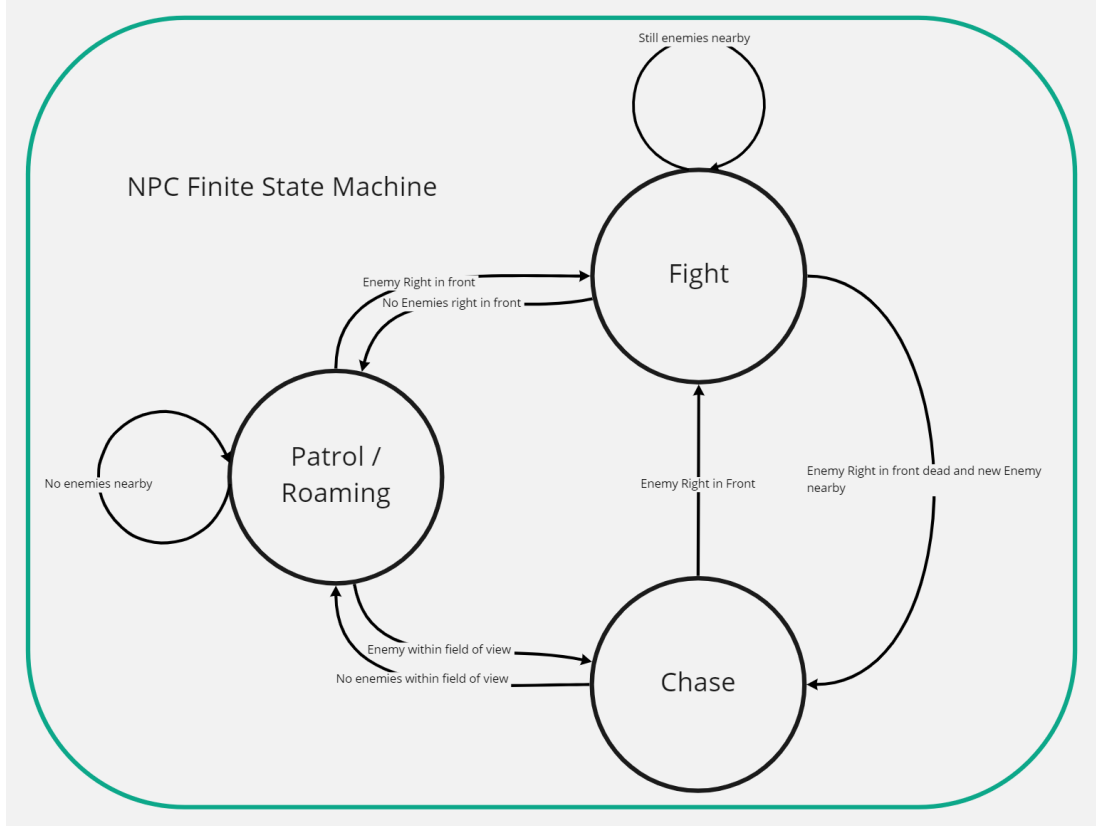 Still enemies nearby
NPC Finite State Machine
Fight
Enemy Right in front
No Enemies right in front
Patrol /
Roaming
No enemies nearby
Enemy Right in Front
Enemy Right in front dead and new Enemy
nearby
Enemy within field of view
No enemies within field of view
Chase